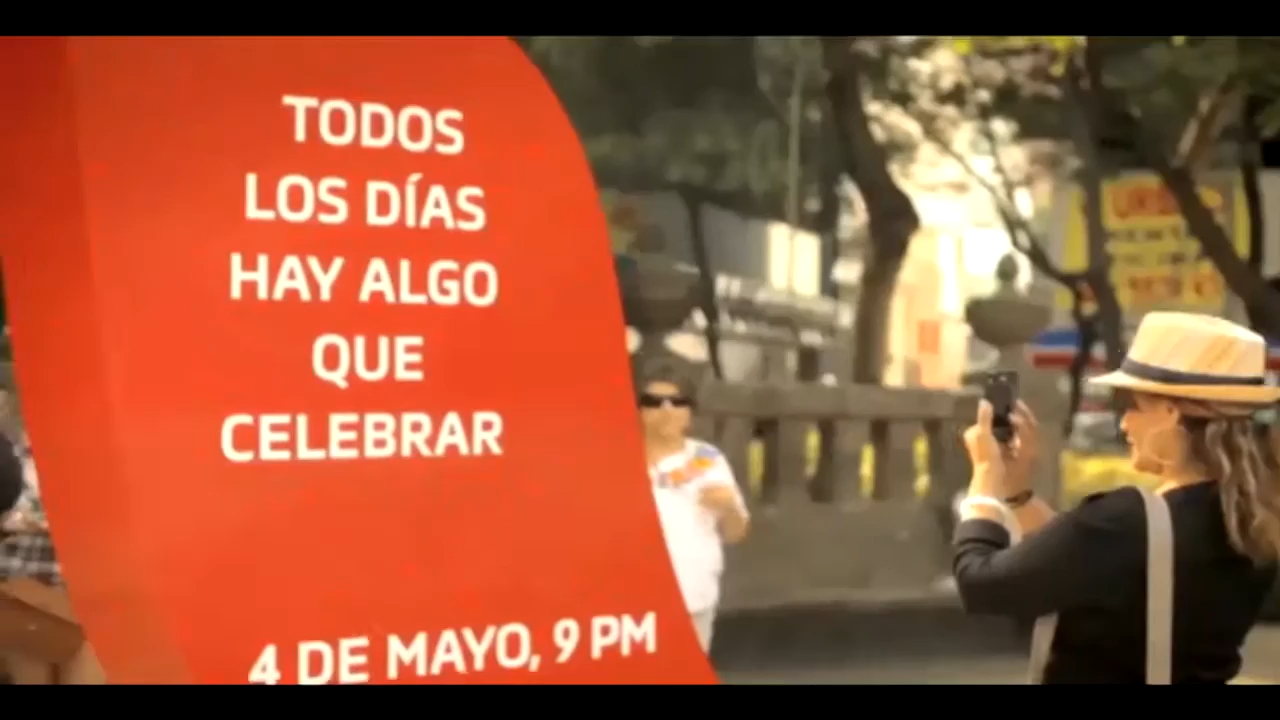 TODOS
LOS DÍAS
HAY ALGO
QUE
CELEBRAR
4 DE MAYO, 9 PM